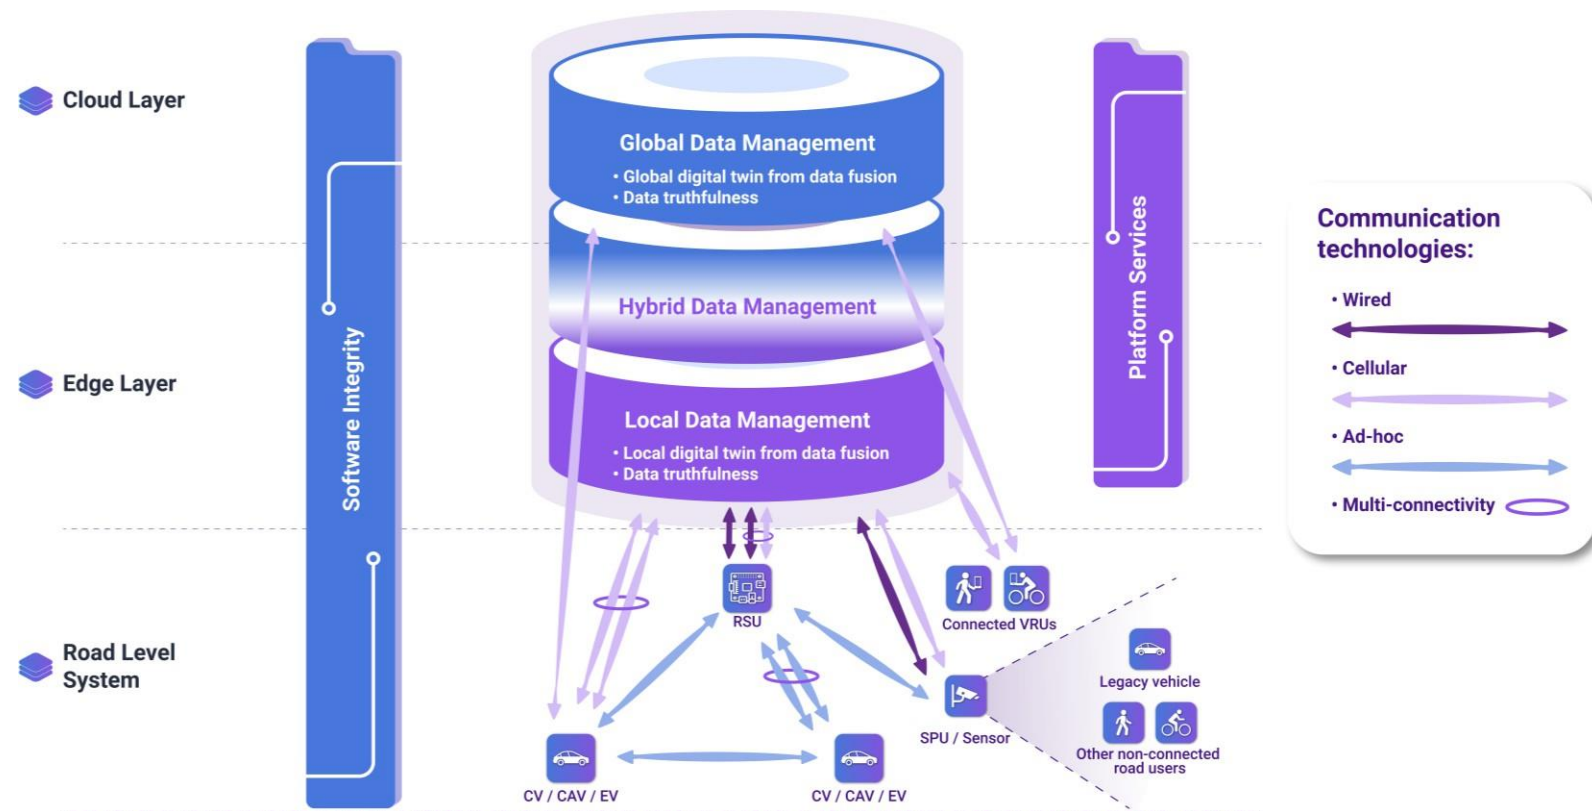 Cloud Layer
Edge Layer
Road Level
System
Software Integrity
Global Data Management
• Global digital twin from data fusion
• Data truthfulness
Hybrid Data Management
Local Data Management
• Local digital twin from data fusion
• Data truthfulness
Platform Services
RSU
Connected VRUs
Legacy vehicle
SPU / Sensor
Other non-connected
road users
CV / CAV / EV
CV / CAV / EV
Communication
technologies:
• Wired
• Cellular
• Ad-hoc
• Multi-connectivity